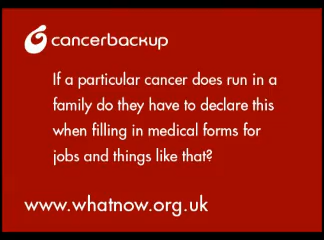 cancerbackup
If a particular cancer does run in a
family do they have to declare this
when filling in medical forms for
jobs and things like that?
www.whatnow.org.uk